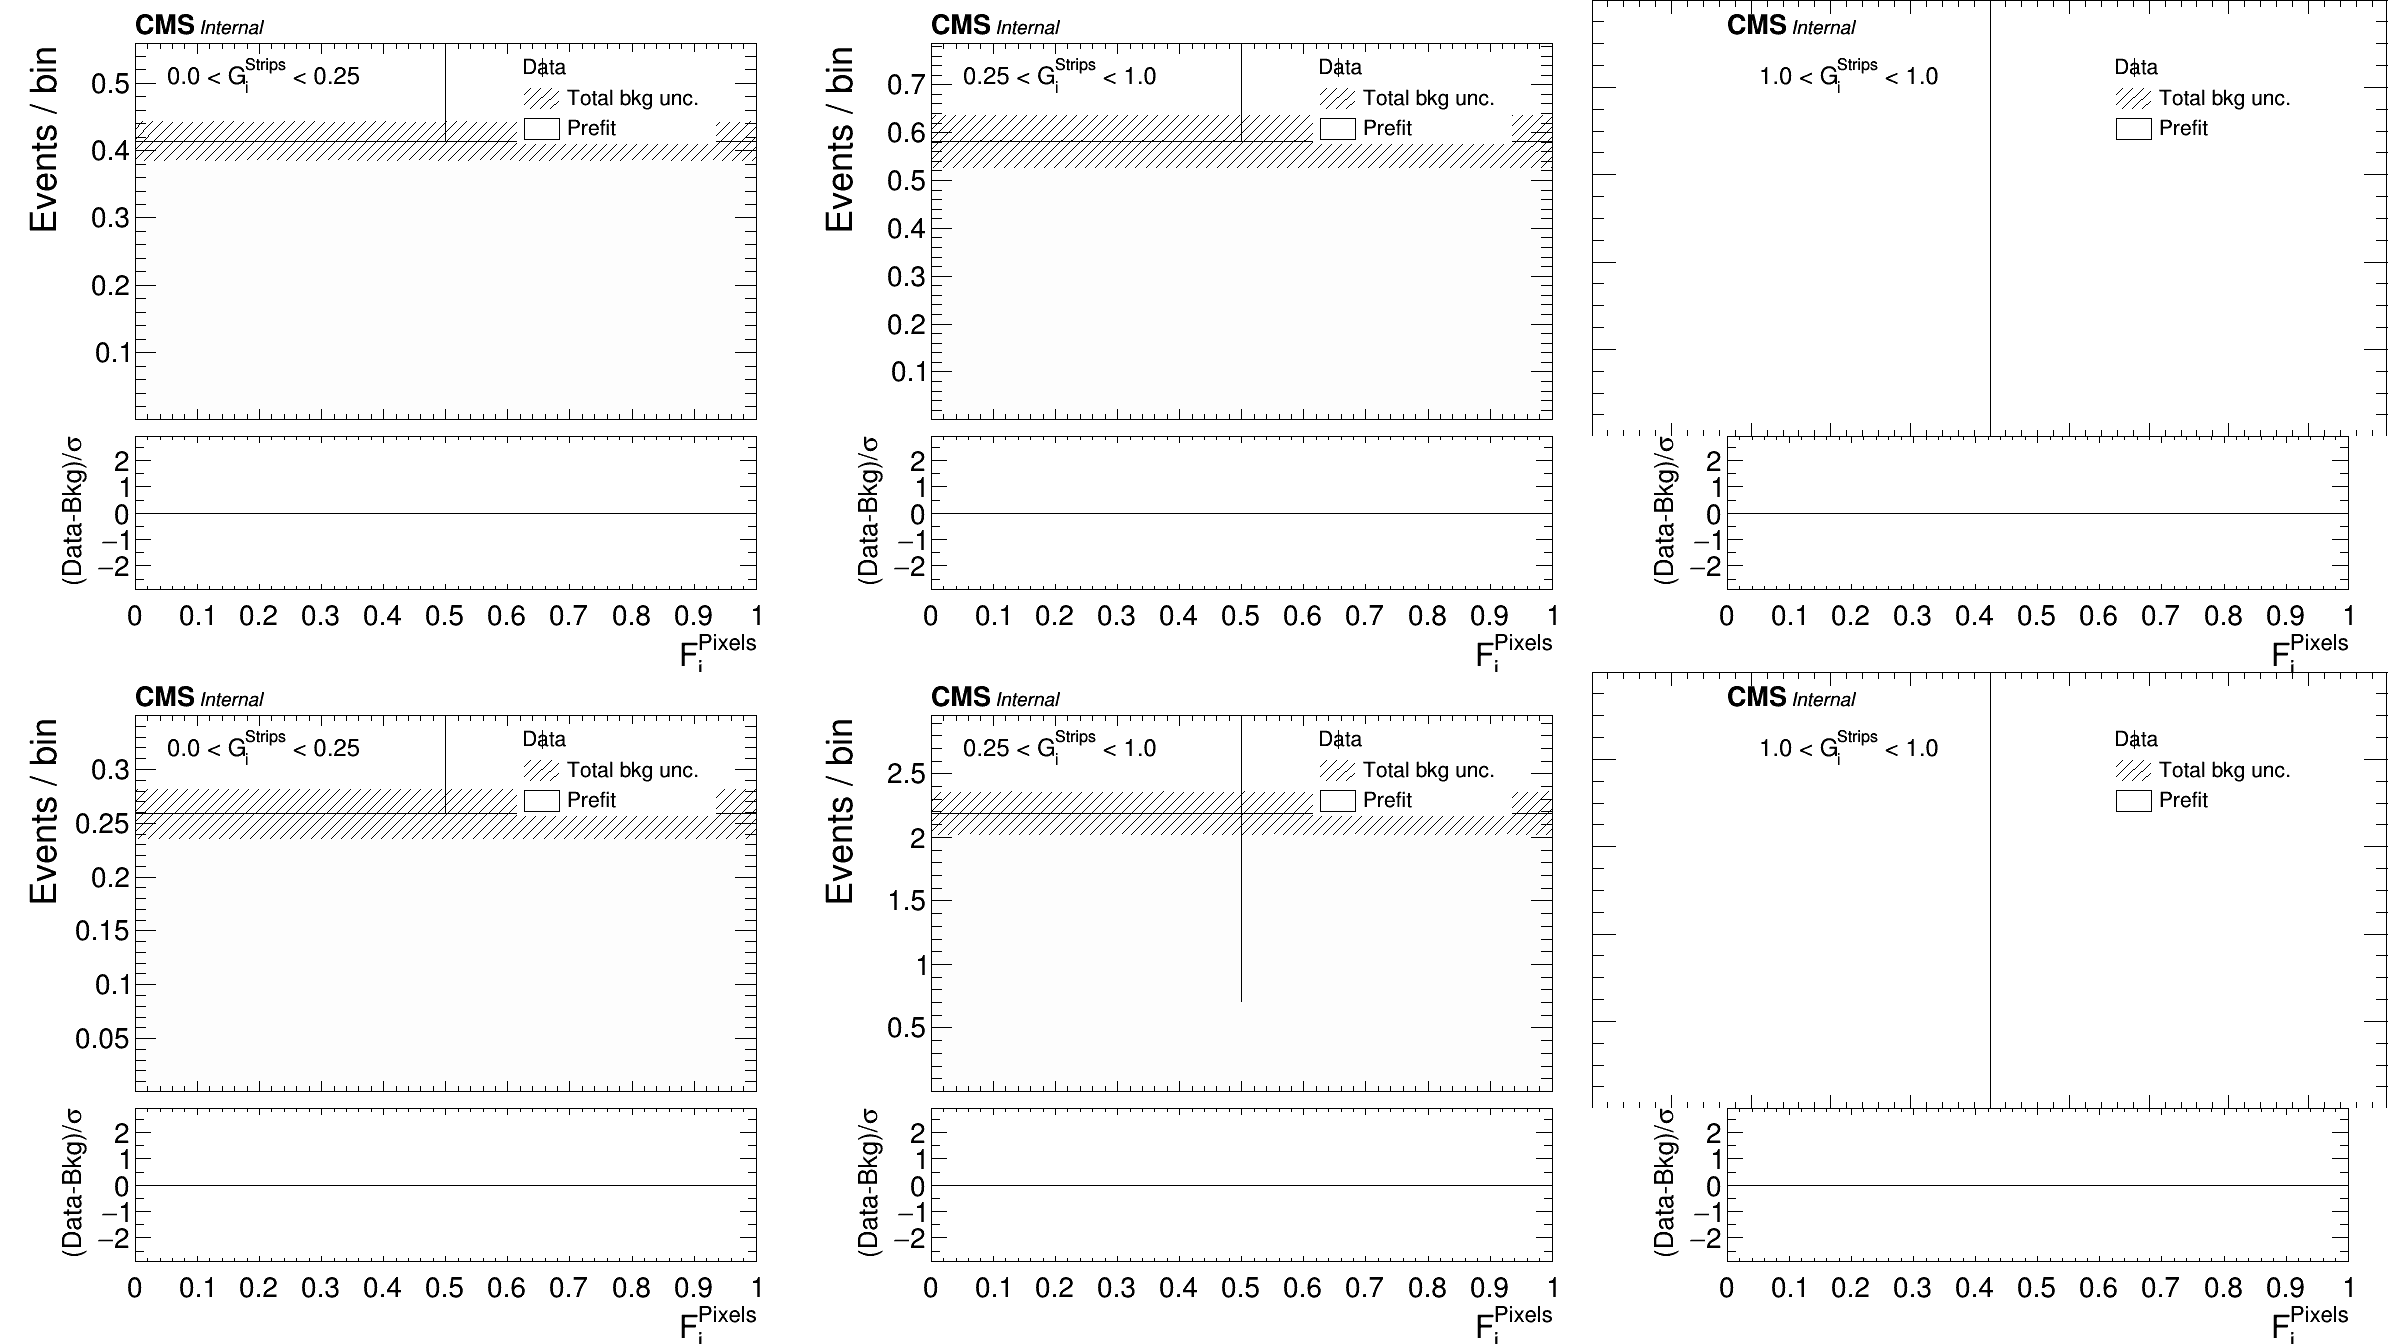 CMS Internal
0.0 < G_i^Strips < 0.25
Data
Total bkg unc.
Prefit
Events / bin
0.5
0.4
0.3
0.2
0.1
(Data-Bkg)/σ
2
1
0
−1
−2
0 0.1 0.2 0.3 0.4 0.5 0.6 0.7 0.8 0.9 1
F_i^Pixels
CMS Internal
0.25 < G_i^Strips < 1.0
Data
Total bkg unc.
Prefit
Events / bin
0.7
0.6
0.5
0.4
0.3
0.2
0.1
(Data-Bkg)/σ
2
1
0
−1
−2
0 0.1 0.2 0.3 0.4 0.5 0.6 0.7 0.8 0.9 1
F_i^Pixels
CMS Internal
1.0 < G_i^Strips < 1.0
Data
Total bkg unc.
Prefit
(Data-Bkg)/σ
2
1
0
−1
−2
0 0.1 0.2 0.3 0.4 0.5 0.6 0.7 0.8 0.9 1
F_i^Pixels
CMS Internal
0.0 < G_i^Strips < 0.25
Data
Total bkg unc.
Prefit
Events / bin
0.3
0.25
0.2
0.15
0.1
0.05
(Data-Bkg)/σ
2
1
0
−1
−2
0 0.1 0.2 0.3 0.4 0.5 0.6 0.7 0.8 0.9 1
F_i^Pixels
CMS Internal
0.25 < G_i^Strips < 1.0
Data
Total bkg unc.
Prefit
Events / bin
2.5
2
1.5
1
0.5
(Data-Bkg)/σ
2
1
0
−1
−2
0 0.1 0.2 0.3 0.4 0.5 0.6 0.7 0.8 0.9 1
F_i^Pixels
CMS Internal
1.0 < G_i^Strips < 1.0
Data
Total bkg unc.
Prefit
(Data-Bkg)/σ
2
1
0
−1
−2
0 0.1 0.2 0.3 0.4 0.5 0.6 0.7 0.8 0.9 1
F_i^Pixels